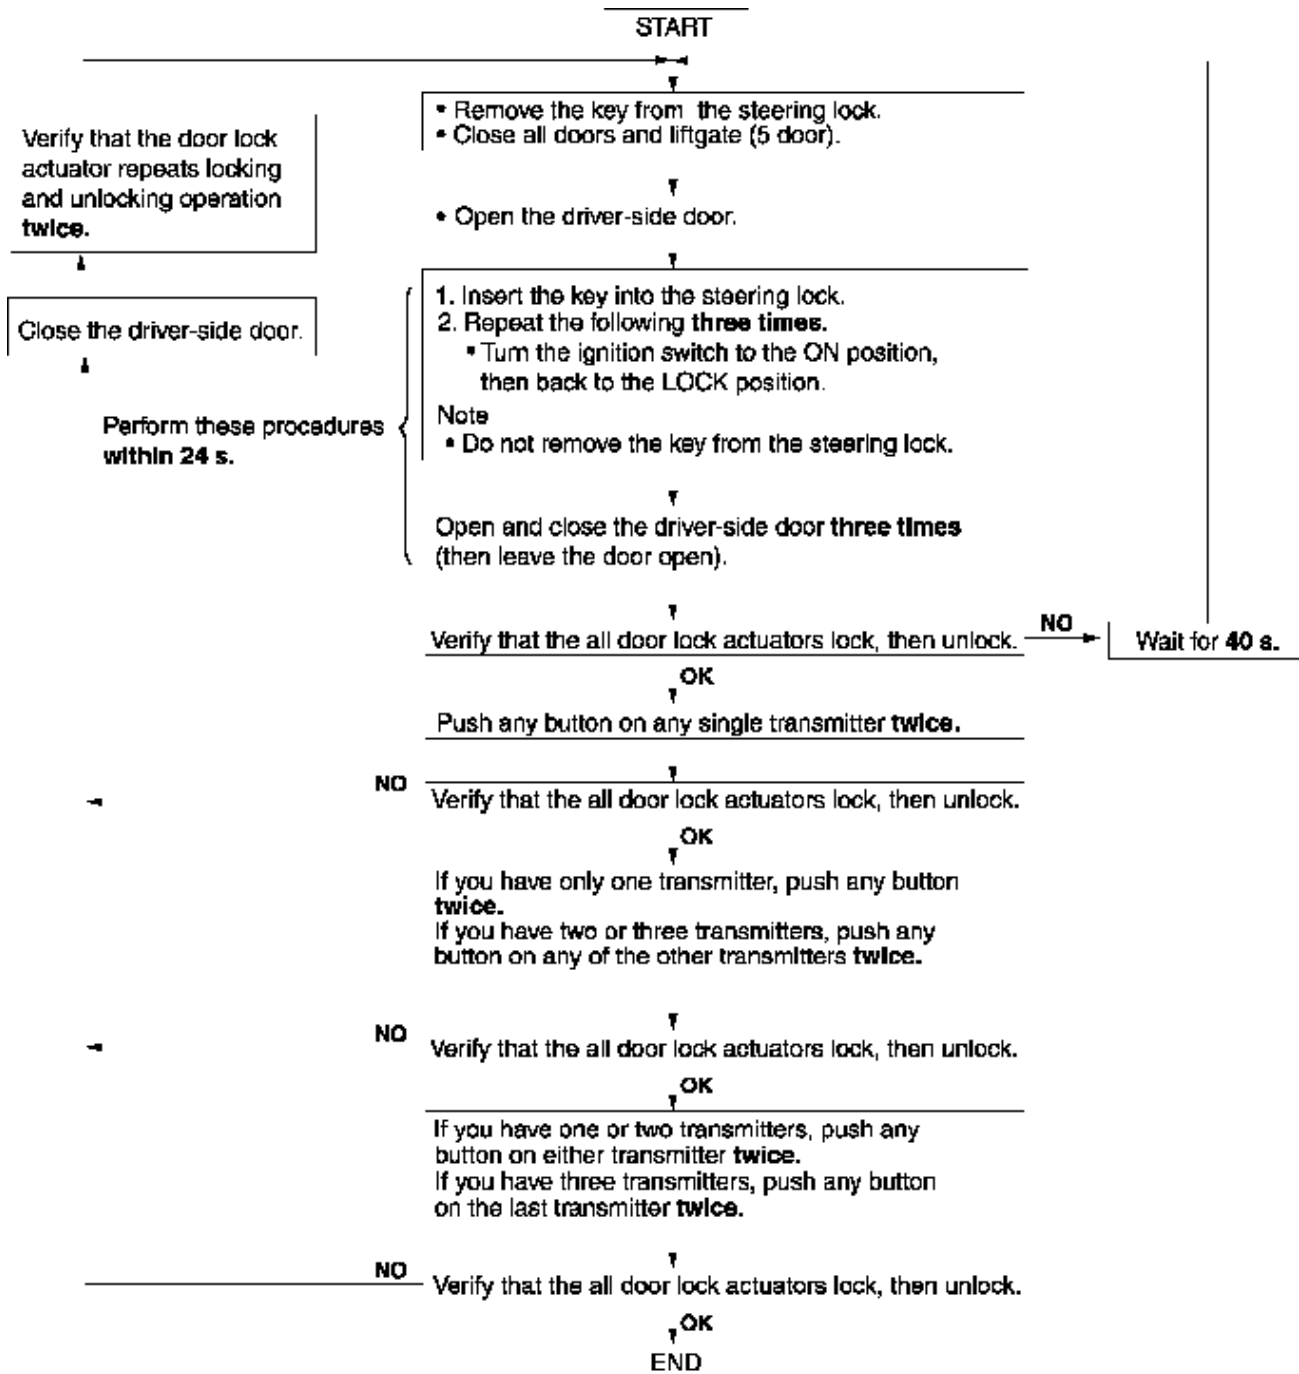 START
• Remove the key from the steering lock.
• Close all doors and liftgate (5 door).
Verify that the door lock
actuator repeats locking
and unlocking operation
twice.
• Open the driver-side door.
Close the driver-side door.
1. Insert the key into the steering lock.
2. Repeat the following three times.
• Turn the ignition switch to the ON position,
then back to the LOCK position.
Note
• Do not remove the key from the steering lock.
Perform these procedures
within 24 s.
Open and close the driver-side door three times
(then leave the door open).
Verify that the all door lock actuators lock, then unlock.
NO
Wait for 40 s.
OK
Push any button on any single transmitter twice.
NO
Verify that the all door lock actuators lock, then unlock.
OK
If you have only one transmitter, push any button
twice.
If you have two or three transmitters, push any
button on any of the other transmitters twice.
NO
Verify that the all door lock actuators lock, then unlock.
OK
If you have one or two transmitters, push any
button on either transmitter twice.
If you have three transmitters, push any button
on the last transmitter twice.
NO
Verify that the all door lock actuators lock, then unlock.
OK
END